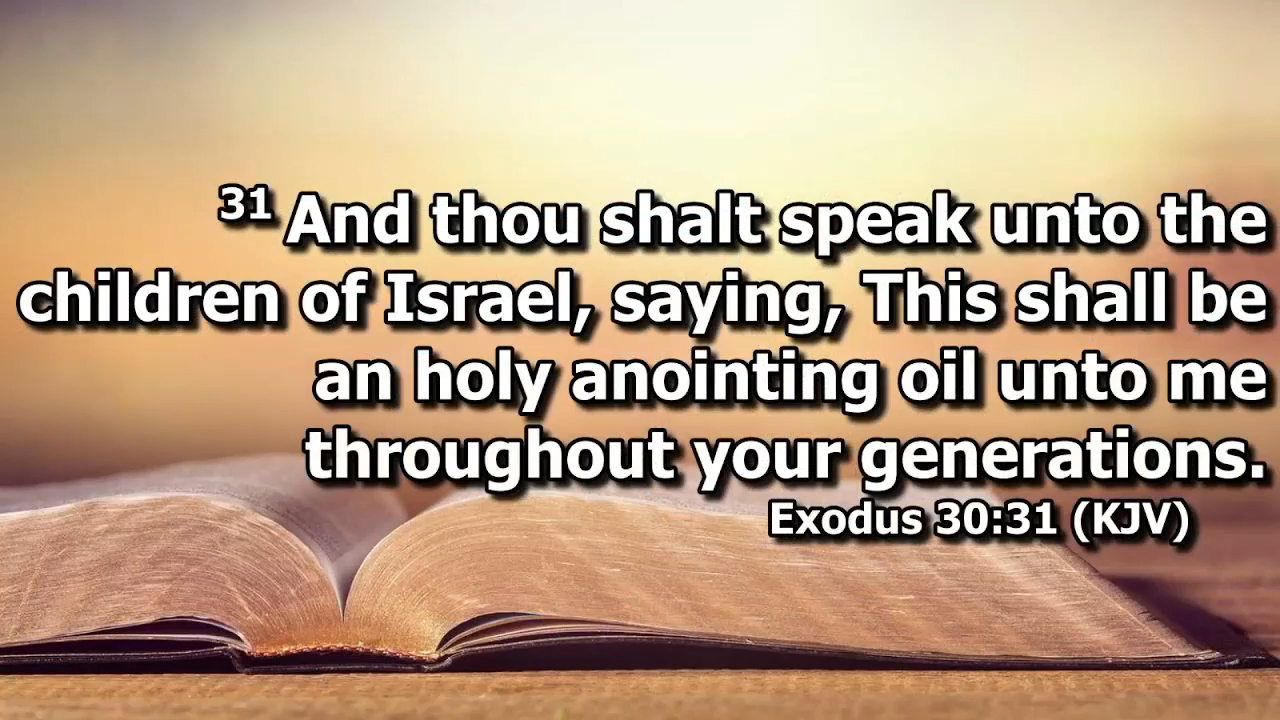 31 And thou shalt speak unto the
children of Israel, saying, This shall be
an holy anointing oil unto me
throughout your generations.
Exodus 30:31 (KJV)